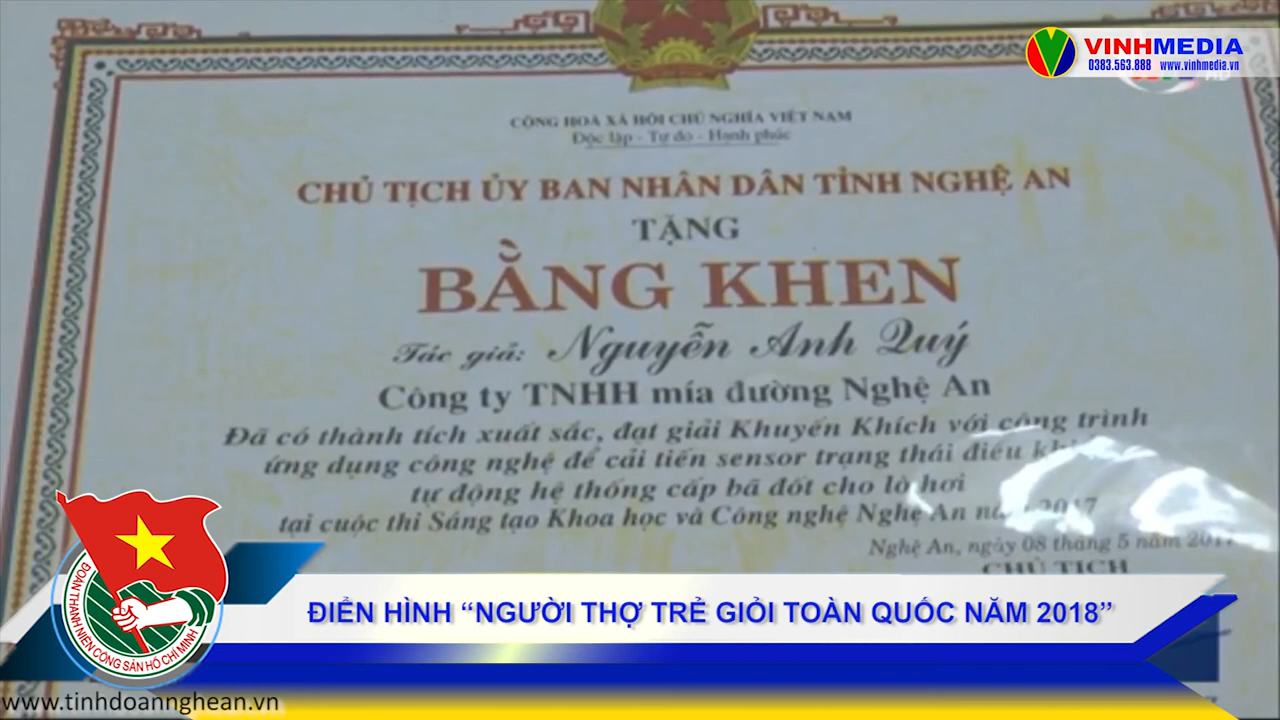 VINHMEDIA
0383.563.888 www.vinhmedia.vn
CỘNG HOÀ XÃ HỘI CHỦ NGHĨA VIỆT NAM
Độc lập - Tự do - Hạnh phúc
CHỦ TỊCH ỦY BAN NHÂN DÂN TỈNH NGHỆ AN
TẶNG
BẰNG KHEN
Tác giả: Nguyễn Anh Quý
Công ty TNHH mía đường Nghệ An
Đã có thành tích xuất sắc, đạt giải Khuyến Khích với công trình
ứng dụng công nghệ để cải tiến sensor trạng thái điều
tự động hệ thống cấp bã đốt cho lò hơi
tại cuộc thi Sáng tạo Khoa học và Công nghệ Nghệ An 2017
Nghệ An, ngày 08 tháng 5 năm 2017
CHỦ TỊCH
ĐIỂN HÌNH “NGƯỜI THỢ TRẺ GIỎI TOÀN QUỐC NĂM 2018”
ĐOÀN THANH NIÊN CỘNG SẢN HỒ CHÍ MINH
www.tinhdoannghean.vn